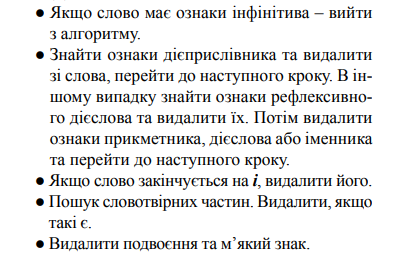 ● Якщо слово має ознаки інфінітива – вийти
з алгоритму.
● Знайти ознаки дієприслівника та видалити
зі слова, перейти до наступного кроку. В ін-
шому випадку знайти ознаки рефлексивно-
го дієслова та видалити їх. Потім видалити
ознаки прикметника, дієслова або іменника
та перейти до наступного кроку.
● Якщо слово закінчується на і, видалити його.
● Пошук словотвірних частин. Видалити, якщо
такі є.
● Видалити подвоєння та м’який знак.